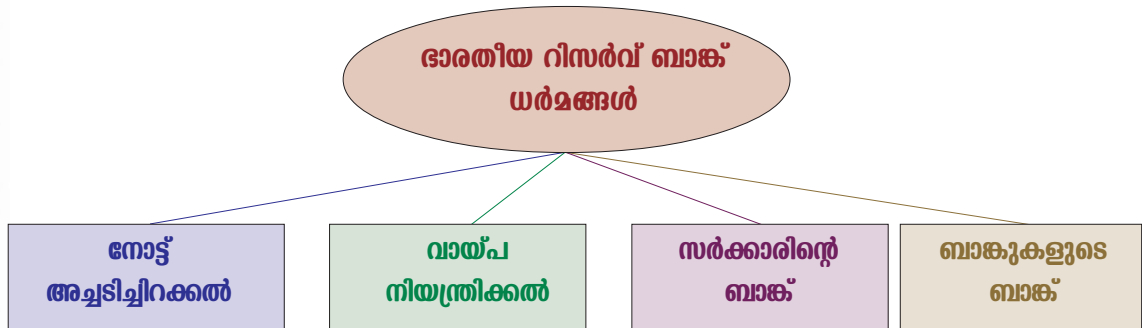 ഭാരതീയ റിസർവ് ബാങ്ക്
ധർമങ്ങൾ
നോട്ട്
അച്ചടിച്ചിറക്കൽ
വായ്പ
നിയന്ത്രിക്കൽ
സർക്കാരിന്റെ
ബാങ്ക്
ബാങ്കുകളുടെ
ബാങ്ക്